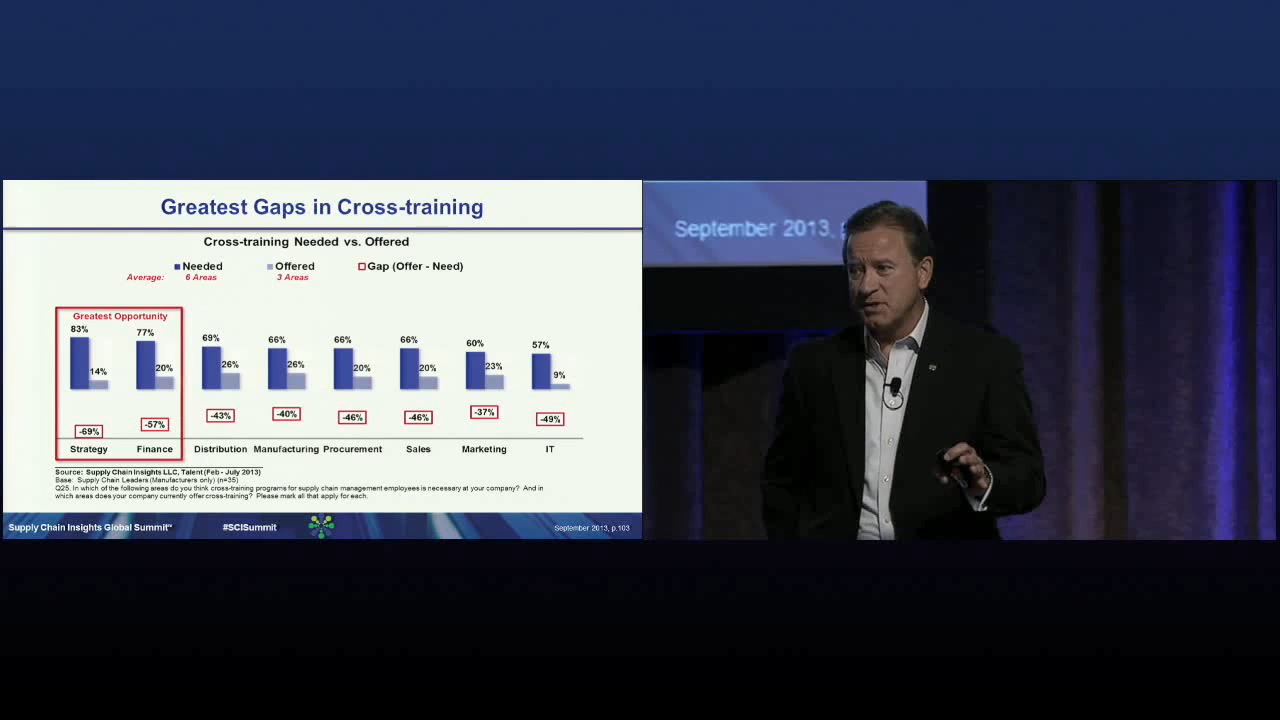 Greatest Gaps in Cross-training
Cross-training Needed vs. Offered
Needed Offered Gap (Offer - Need)
Average: 6 Areas 3 Areas
Greatest Opportunity
83% 14% 77% 20% 69% 26% 66% 26% 66% 20% 66% 20% 60% 23% 57% 9%
-69% -57% -43% -40% -46% -46% -37% -49%
Strategy Finance Distribution Manufacturing Procurement Sales Marketing IT
Source: Supply Chain Insights LLC, Talent (Feb - July 2013)
Base: Supply Chain Leaders (Manufacturers only) (n=35)
Q25. In which of the following areas do you think cross-training programs for supply chain management employees is necessary at your company? And in
which areas does your company currently offer cross-training? Please mark all that apply for each.
Supply Chain Insights Global Summit #SCISummit September 2013, p.103
September 2013,